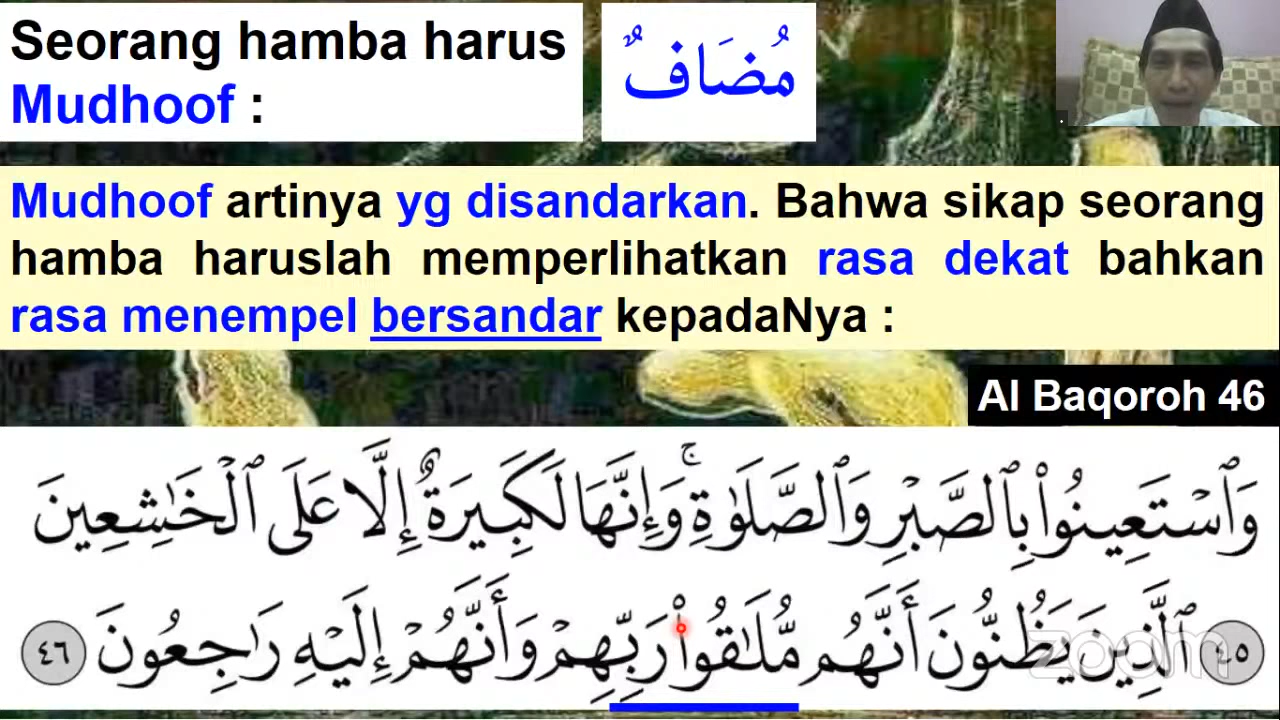 Seorang hamba harus
Mudhoof :
مُضَافٌ
Mudhoof artinya yg disandarkan. Bahwa sikap seorang
hamba haruslah memperlihatkan rasa dekat bahkan
rasa menempel bersandar kepadaNya :
Al Baqoroh 46
وَٱسْتَعِينُوا۟ بِٱلصَّبْرِ وَٱلصَّلَوٰةِ ۚ وَإِنَّهَا لَكَبِيرَةٌ إِلَّا عَلَى ٱلْخَـٰشِعِينَ
٤٥ ٱلَّذِينَ يَظُنُّونَ أَنَّهُم مُّلَـٰقُوا۟ رَبِّهِمْ وَأَنَّهُمْ إِلَيْهِ رَٰجِعُونَ ٤٦
zoom